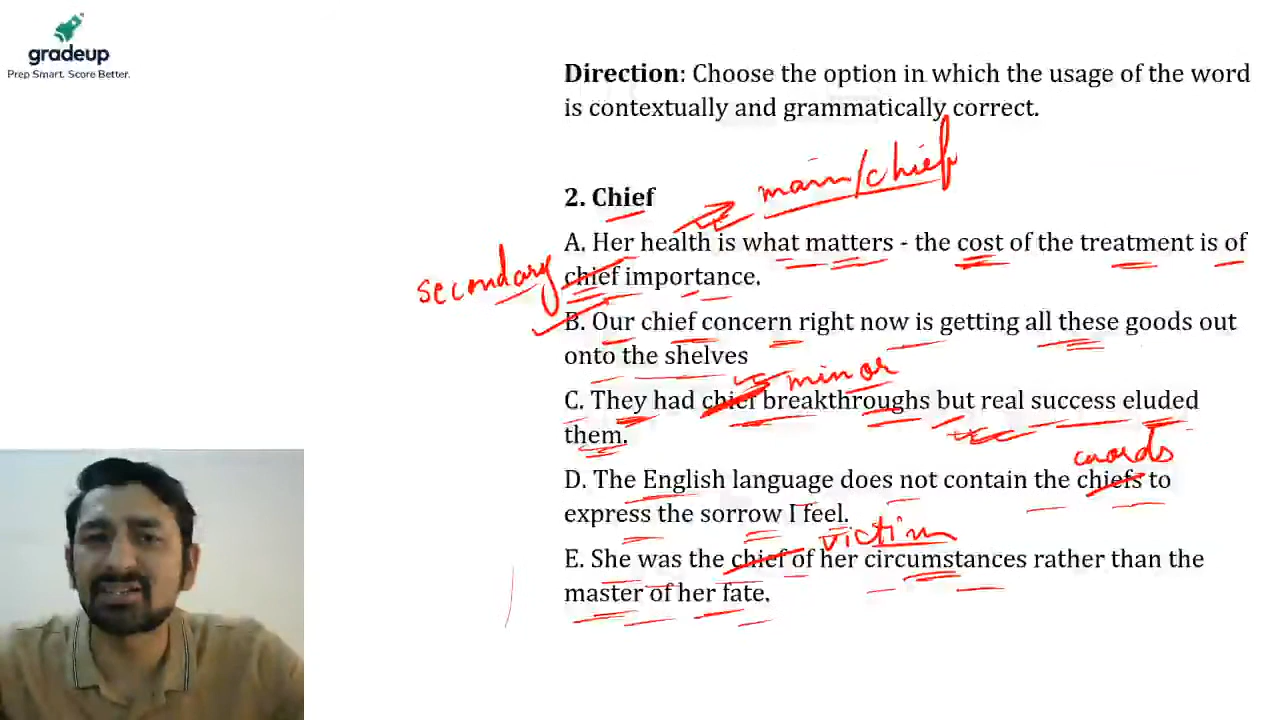 gradeup
Prep Smart. Score Better.
Direction: Choose the option in which the usage of the word
is contextually and grammatically correct.
main/chief
2. Chief
A. Her health is what matters - the cost of the treatment is of
secondary
chief importance.
B. Our chief concern right now is getting all these goods out
onto the shelves
minor
C. They had chief breakthroughs but real success eluded
them.
words
D. The English language does not contain the chiefs to
express the sorrow I feel.
victim
E. She was the chief of her circumstances rather than the
master of her fate.